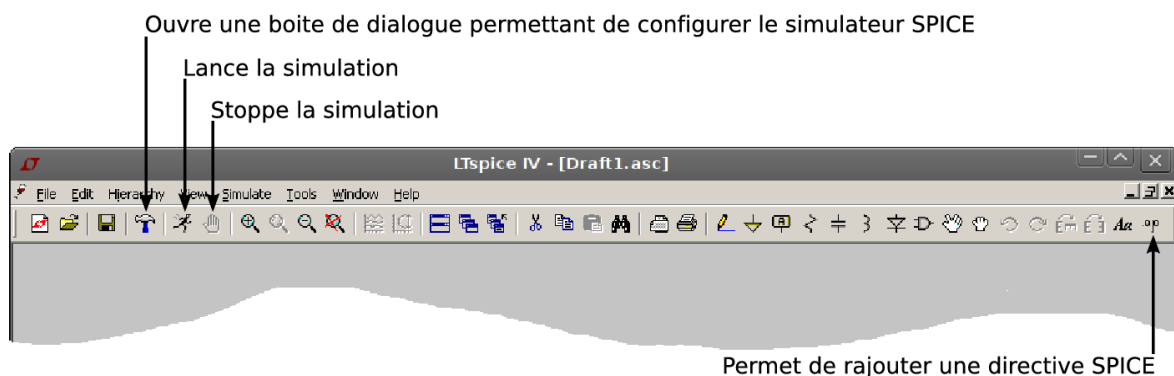 Ouvre une boite de dialogue permettant de configurer le simulateur SPICE
Lance la simulation
Stoppe la simulation
LTspice IV - [Draft1.asc]
File Edit Hierarchy View Simulate Tools Window Help
Aa .op
Permet de rajouter une directive SPICE